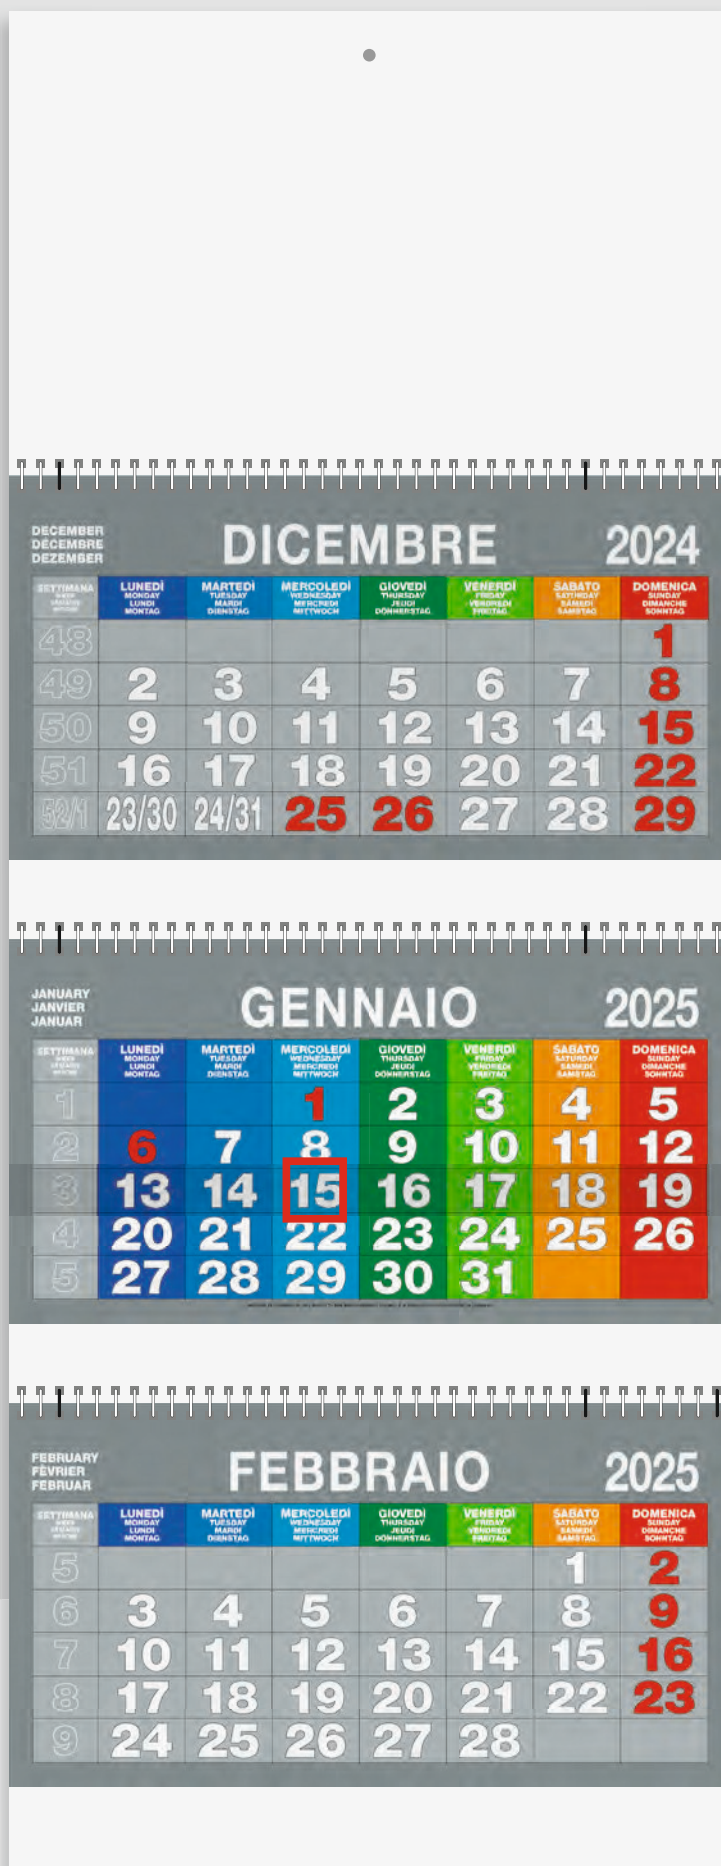 DECEMBER
DÉCEMBRE
DEZEMBER
DICEMBRE 2024
SETTIMANA LUNEDÌ MARTEDÌ MERCOLEDÌ GIOVEDÌ VENERDÌ SABATO DOMENICA
WEEK MONDAY TUESDAY WEDNESDAY THURSDAY FRIDAY SATURDAY SUNDAY
LUNDI MARDI MERCREDI JEUDI VENDREDI SAMEDI DIMANCHE
MONTAG DIENSTAG MITTWOCH DONNERSTAG FREITAG SAMSTAG SONNTAG
48 1
49 2 3 4 5 6 7 8
50 9 10 11 12 13 14 15
51 16 17 18 19 20 21 22
52/1 23/30 24/31 25 26 27 28 29
JANUARY
JANVIER
JANUAR
GENNAIO 2025
SETTIMANA LUNEDÌ MARTEDÌ MERCOLEDÌ GIOVEDÌ VENERDÌ SABATO DOMENICA
WEEK MONDAY TUESDAY WEDNESDAY THURSDAY FRIDAY SATURDAY SUNDAY
LUNDI MARDI MERCREDI JEUDI VENDREDI SAMEDI DIMANCHE
MONTAG DIENSTAG MITTWOCH DONNERSTAG FREITAG SAMSTAG SONNTAG
1 1 2 3 4 5
2 6 7 8 9 10 11 12
3 13 14 15 16 17 18 19
4 20 21 22 23 24 25 26
5 27 28 29 30 31
FEBRUARY
FÉVRIER
FEBRUAR
FEBBRAIO 2025
SETTIMANA LUNEDÌ MARTEDÌ MERCOLEDÌ GIOVEDÌ VENERDÌ SABATO DOMENICA
WEEK MONDAY TUESDAY WEDNESDAY THURSDAY FRIDAY SATURDAY SUNDAY
LUNDI MARDI MERCREDI JEUDI VENDREDI SAMEDI DIMANCHE
MONTAG DIENSTAG MITTWOCH DONNERSTAG FREITAG SAMSTAG SONNTAG
5 1 2
6 3 4 5 6 7 8 9
7 10 11 12 13 14 15 16
8 17 18 19 20 21 22 23
9 24 25 26 27 28